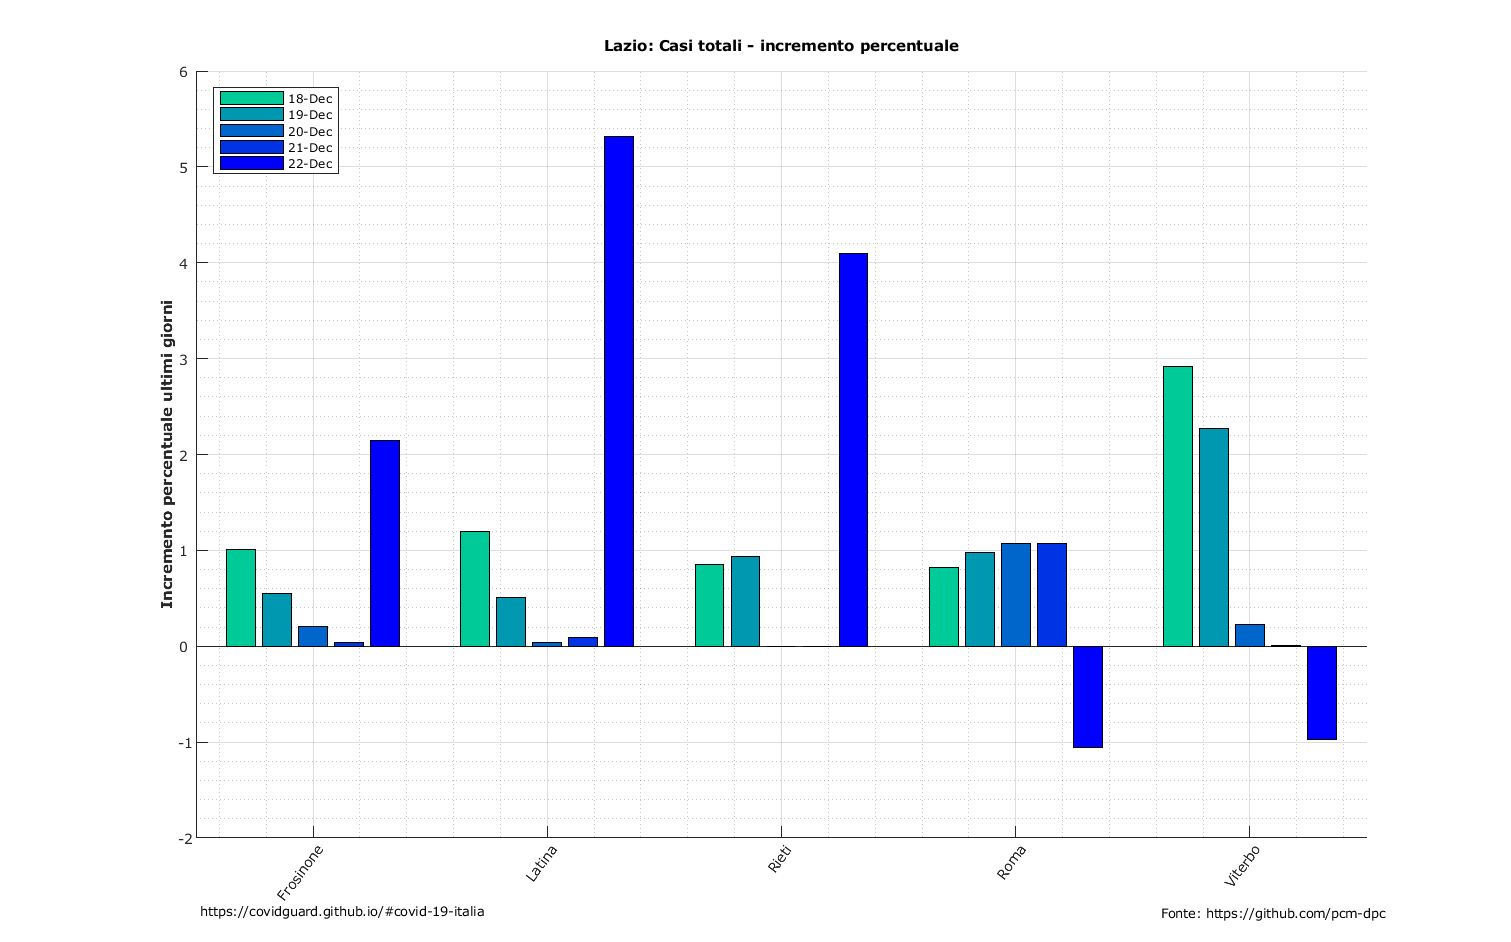 Lazio: Casi totali - incremento percentuale
6
5
4
3
2
1
0
-1
-2
Incremento percentuale ultimi giorni
18-Dec
19-Dec
20-Dec
21-Dec
22-Dec
Frosinone
Latina
Rieti
Roma
Viterbo
https://covidguard.github.io/#covid-19-italia
Fonte: https://github.com/pcm-dpc